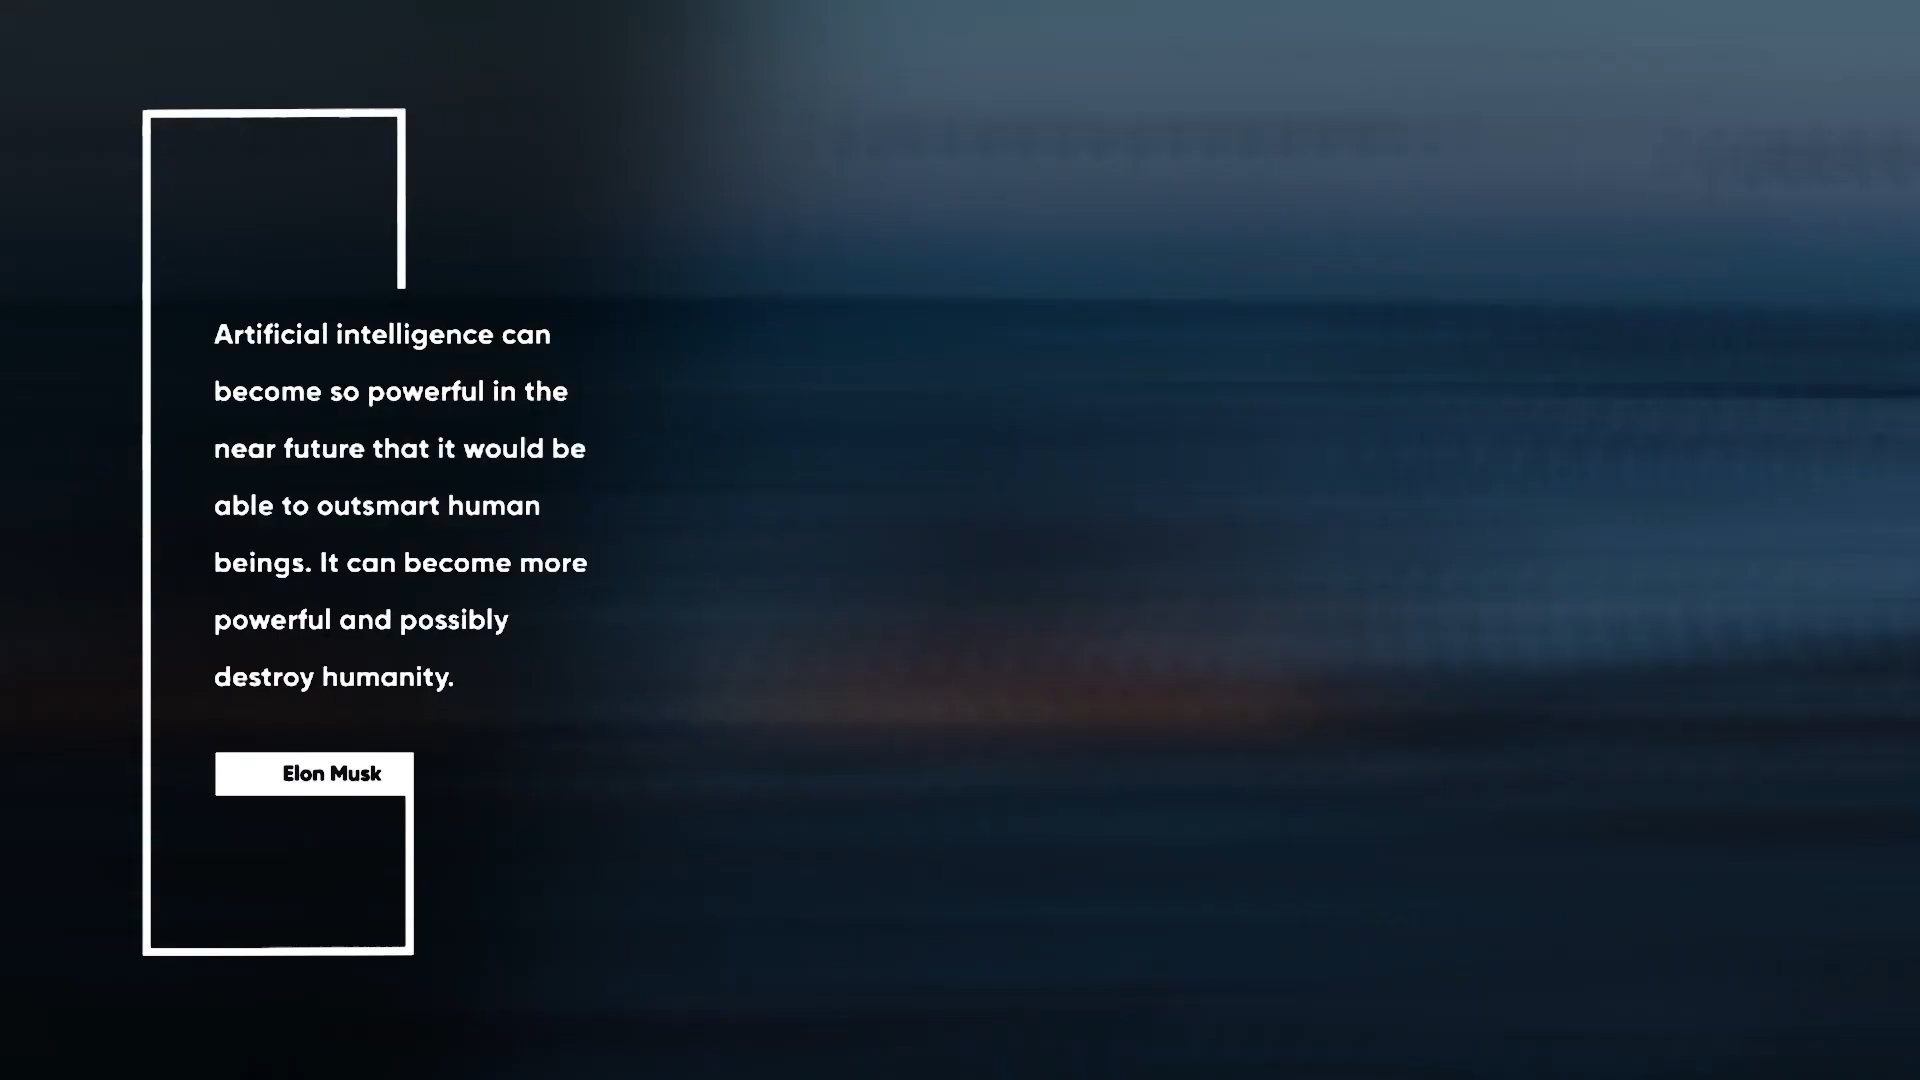 Artificial intelligence can
become so powerful in the
near future that it would be
able to outsmart human
beings. It can become more
powerful and possibly
destroy humanity.
Elon Musk